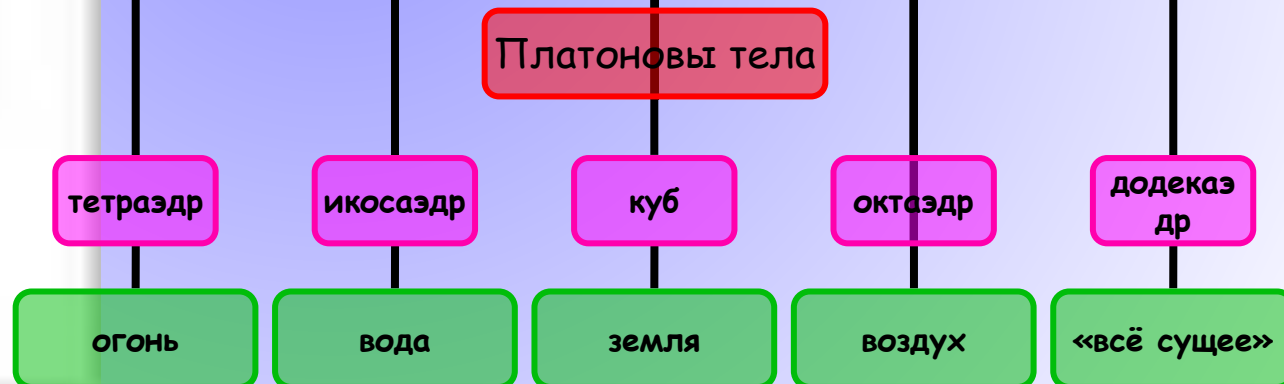 Платоновы тела
тетраэдр
икосаэдр
куб
октаэдр
додекаэ
др
огонь
вода
земля
воздух
«всё сущее»